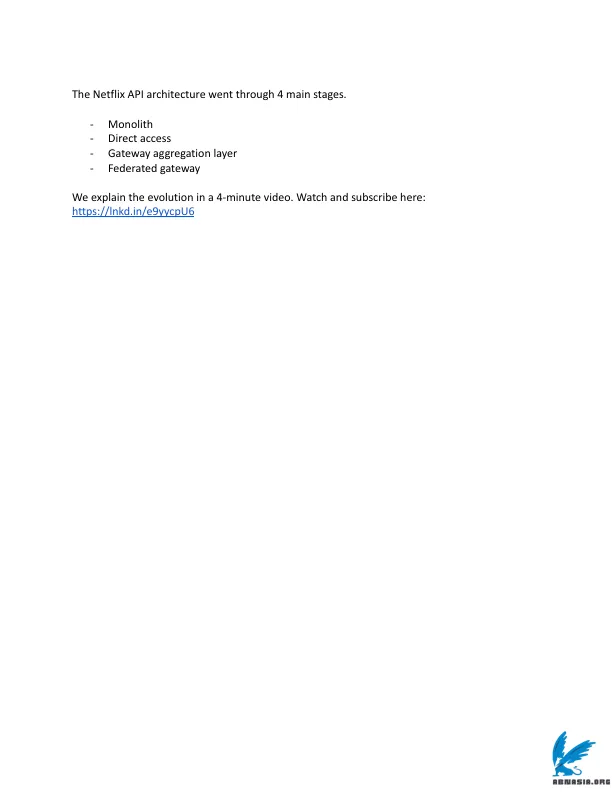 The Netflix API architecture went through 4 main stages.
- Monolith
- Direct access
- Gateway aggregation layer
- Federated gateway
We explain the evolution in a 4-minute video. Watch and subscribe here:
https://lnkd.in/e9yycpU6
ABNASIA.ORG